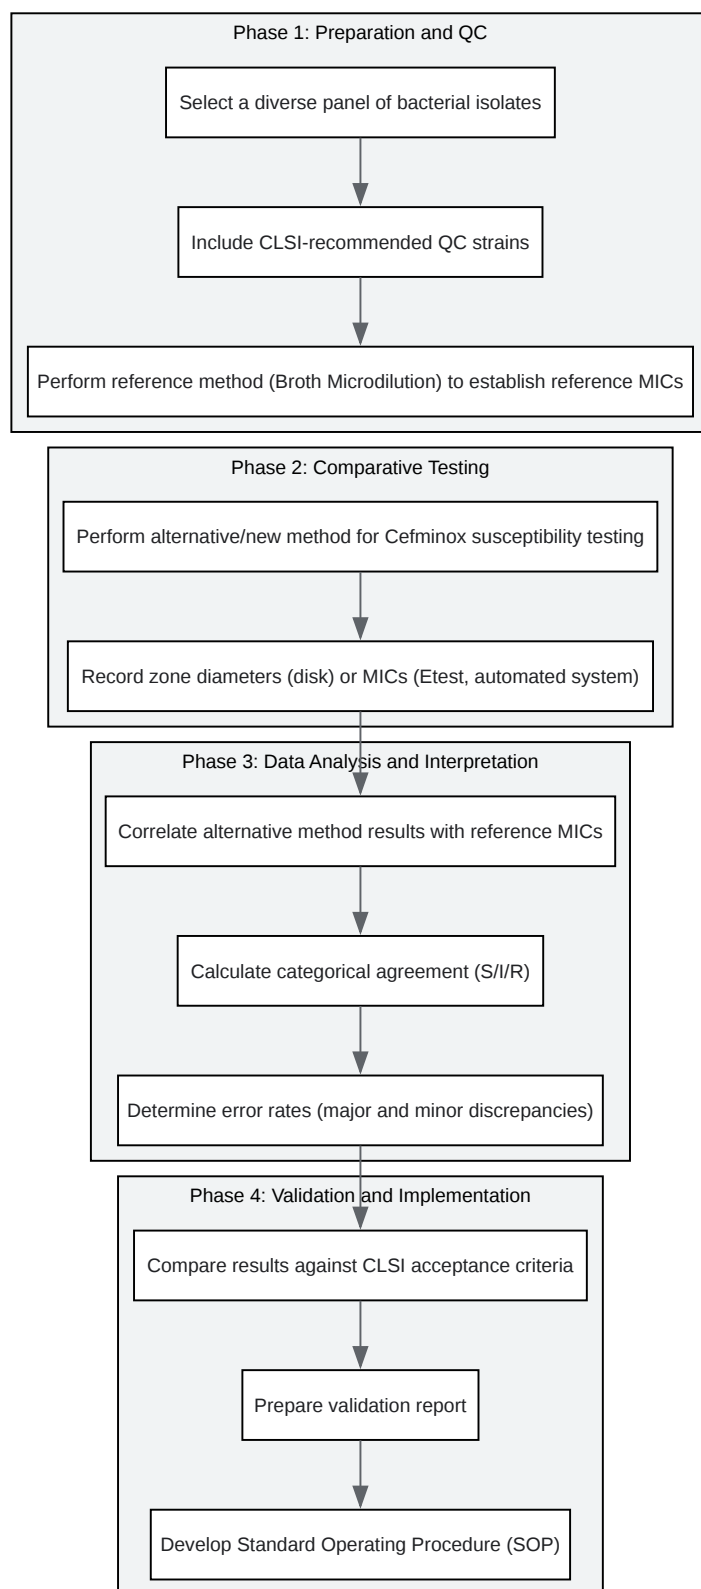 Phase 1: Preparation and QC
Select a diverse panel of bacterial isolates
Include CLSI-recommended QC strains
Perform reference method (Broth Microdilution) to establish reference MICs
Phase 2: Comparative Testing
Perform alternative/new method for Cefminox susceptibility testing
Record zone diameters (disk) or MICs (Etest, automated system)
Phase 3: Data Analysis and Interpretation
Correlate alternative method results with reference MICs
Calculate categorical agreement (S/I/R)
Determine error rates (major and minor discrepancies)
Phase 4: Validation and Implementation
Compare results against CLSI acceptance criteria
Prepare validation report
Develop Standard Operating Procedure (SOP)